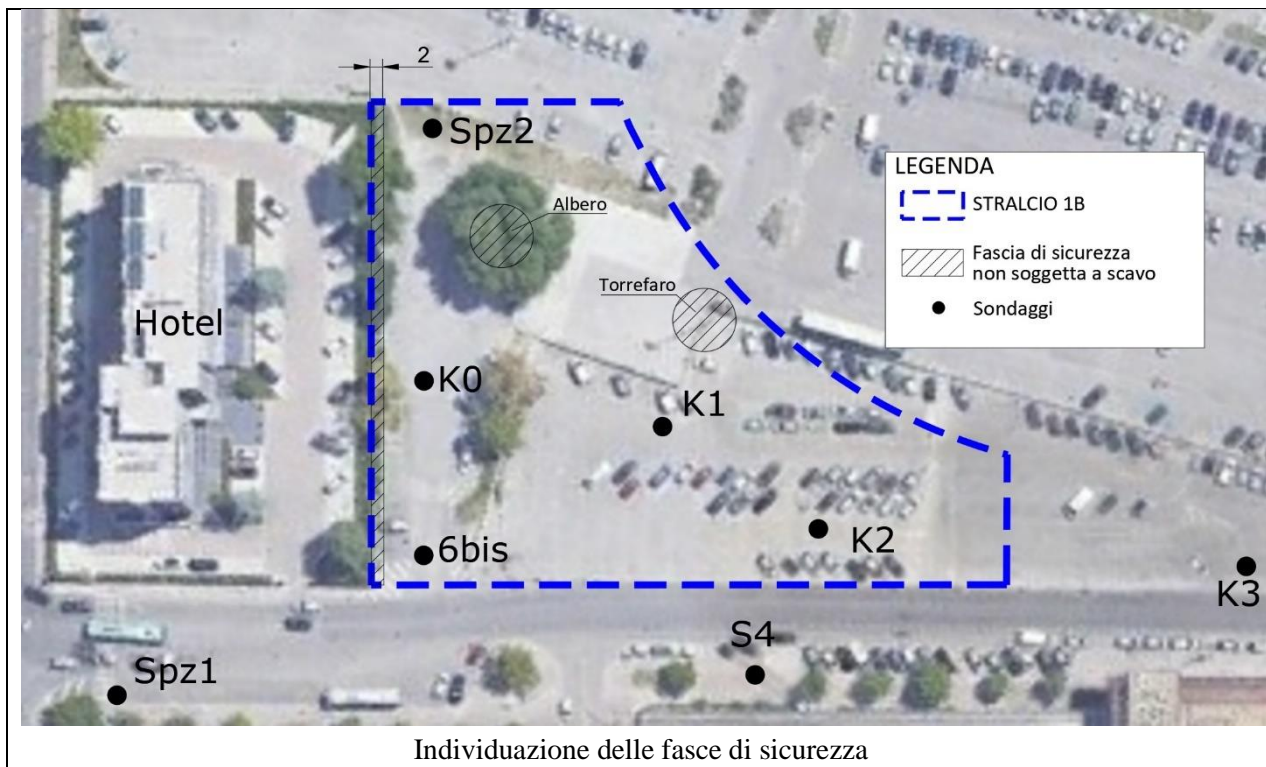 2
Spz2
Albero
Torrefaro
Hotel
K0
K1
6bis
K2
K3
S4
Spz1
LEGENDA
STRALCIO 1B
Fascia di sicurezza
non soggetta a scavo
Sondaggi
Individuazione delle fasce di sicurezza